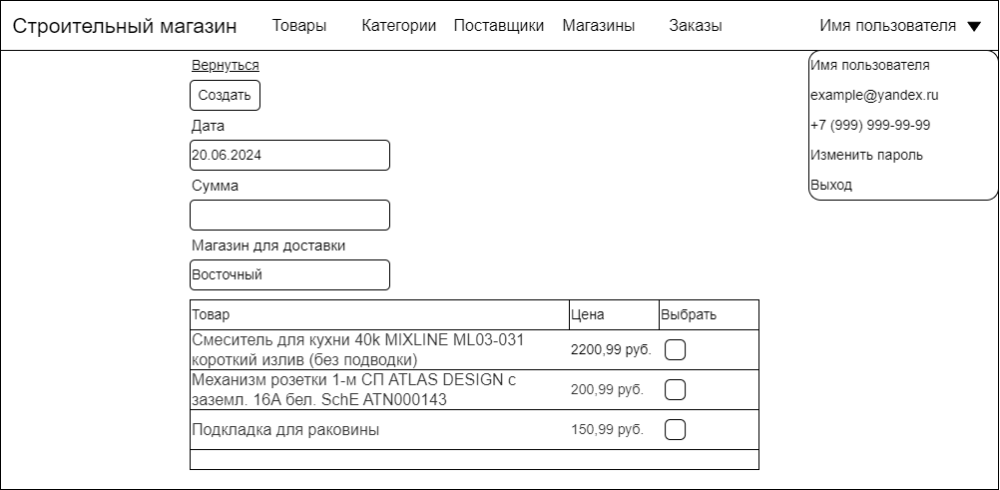 Строительный магазин Товары Категории Поставщики Магазины Заказы Имя пользователя
Имя пользователя
example@yandex.ru
+7 (999) 999-99-99
Изменить пароль
Выход
Вернуться
Создать
Дата
20.06.2024
Сумма
Магазин для доставки
Восточный
Товар Цена Выбрать
Смеситель для кухни 40k MIXLINE ML03-031
короткий излив (без подводки)
2200,99 руб.
Механизм розетки 1-м СП ATLAS DESIGN с
заземл. 16А бел. SchE ATN000143
200,99 руб.
Подкладка для раковины 150,99 руб.